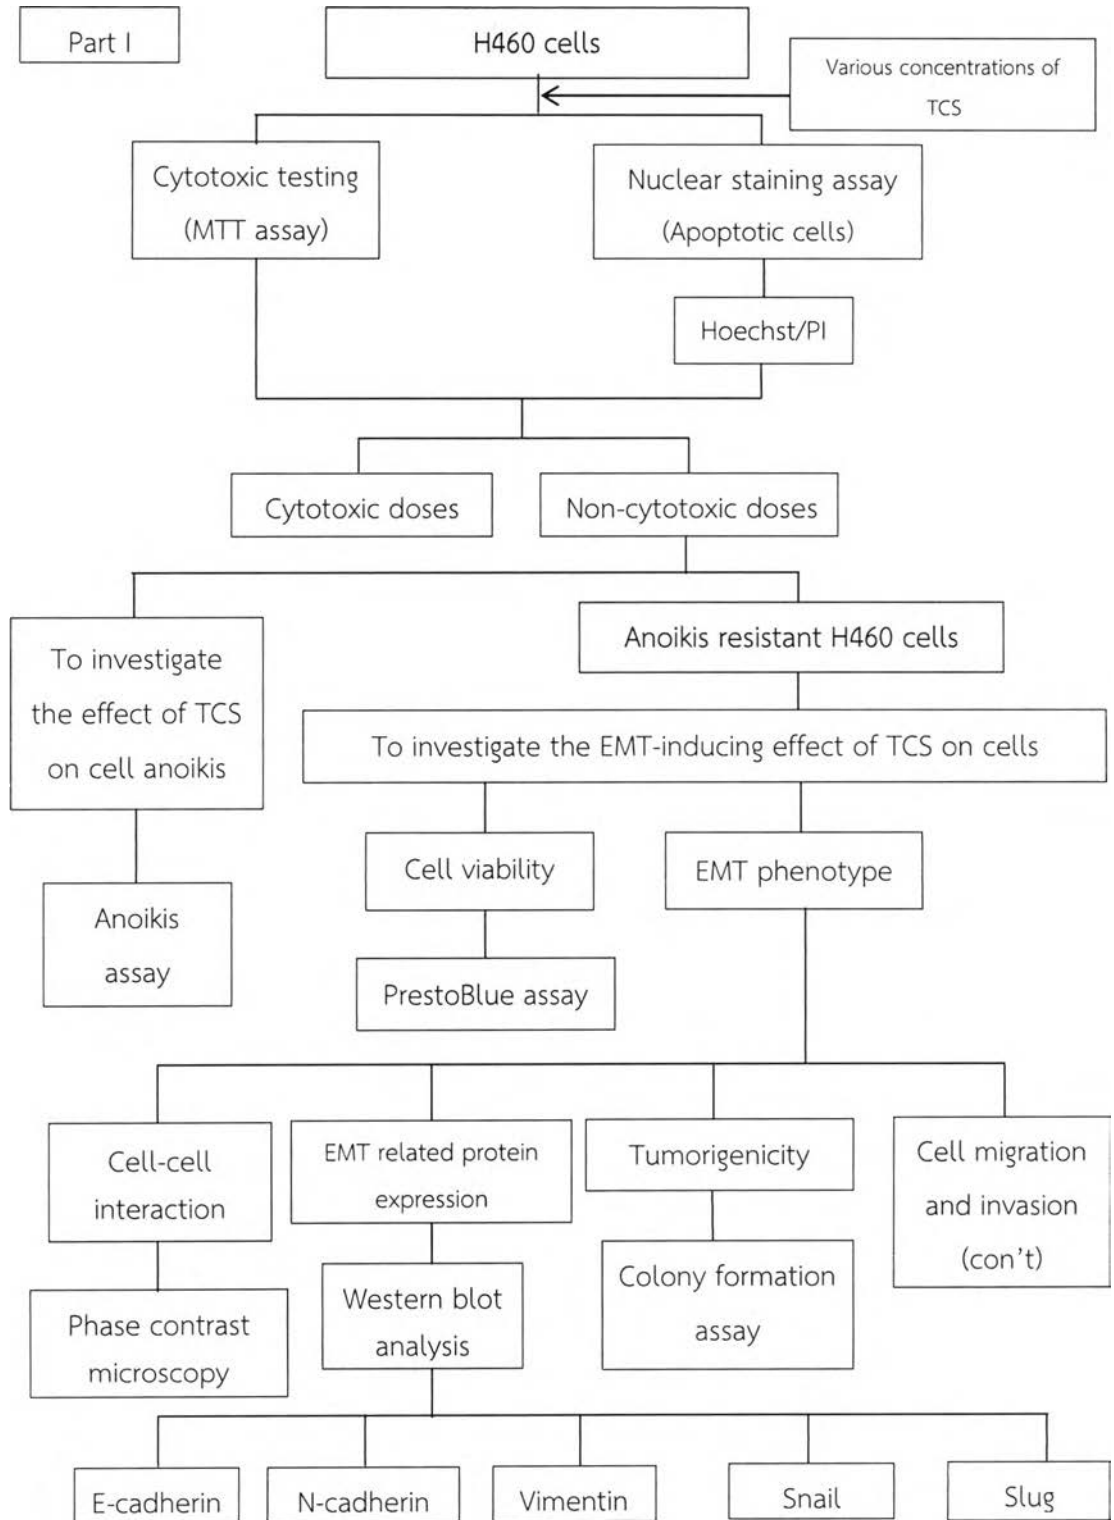 Part I
H460 cells
Various concentrations of
TCS
Cytotoxic testing
(MTT assay)
Nuclear staining assay
(Apoptotic cells)
Hoechst/PI
Cytotoxic doses
Non-cytotoxic doses
To investigate
the effect of TCS
on cell anoikis
Anoikis resistant H460 cells
To investigate the EMT-inducing effect of TCS on cells
Anoikis
assay
Cell viability
EMT phenotype
PrestoBlue assay
Cell-cell
interaction
EMT related protein
expression
Tumorigenicity
Cell migration
and invasion
(con't)
Phase contrast
microscopy
Western blot
analysis
Colony formation
assay
E-cadherin
N-cadherin
Vimentin
Snail
Slug